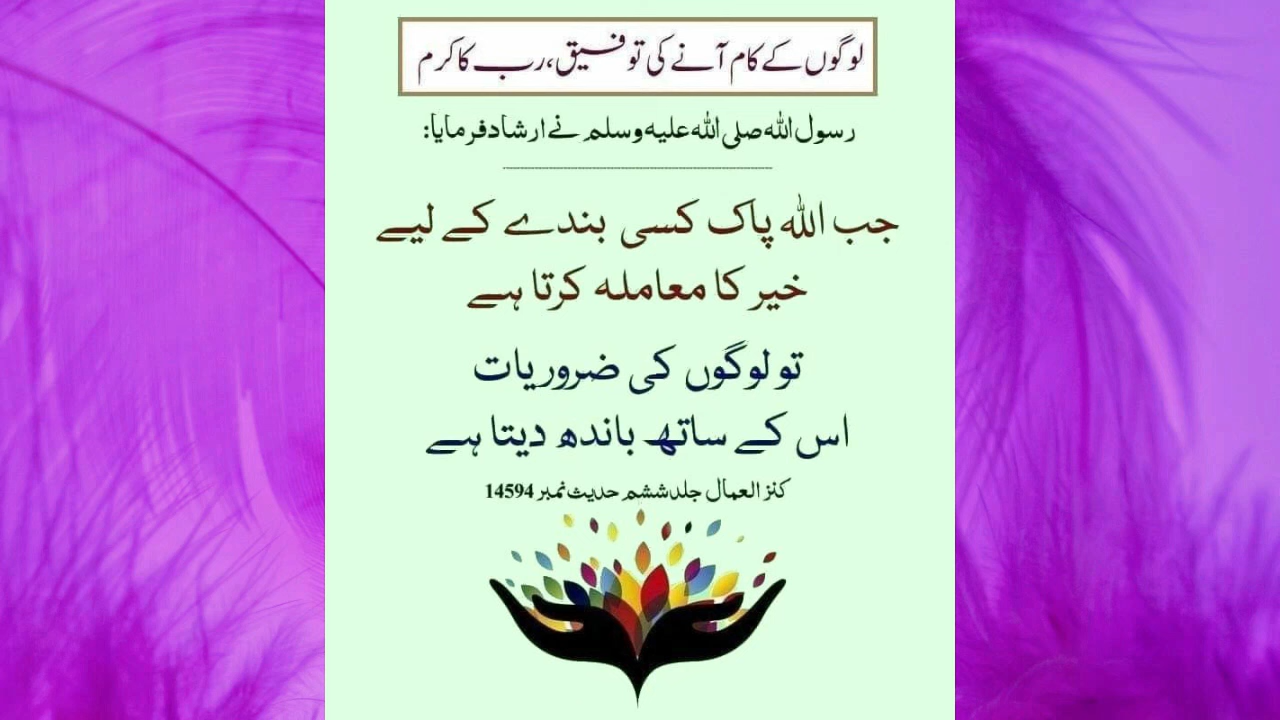 لوگوں کے کام آنے کی توفیق، رب کا کرم
رسول اللہ صلی اللہ علیہ وسلم نے ارشاد فرمایا:
جب اللہ پاک کسی بندے کے لیے
خیر کا معاملہ کرتا ہے
تو لوگوں کی ضروریات
اس کے ساتھ باندھ دیتا ہے
کنز العمال جلد ششم حدیث نمبر 14594